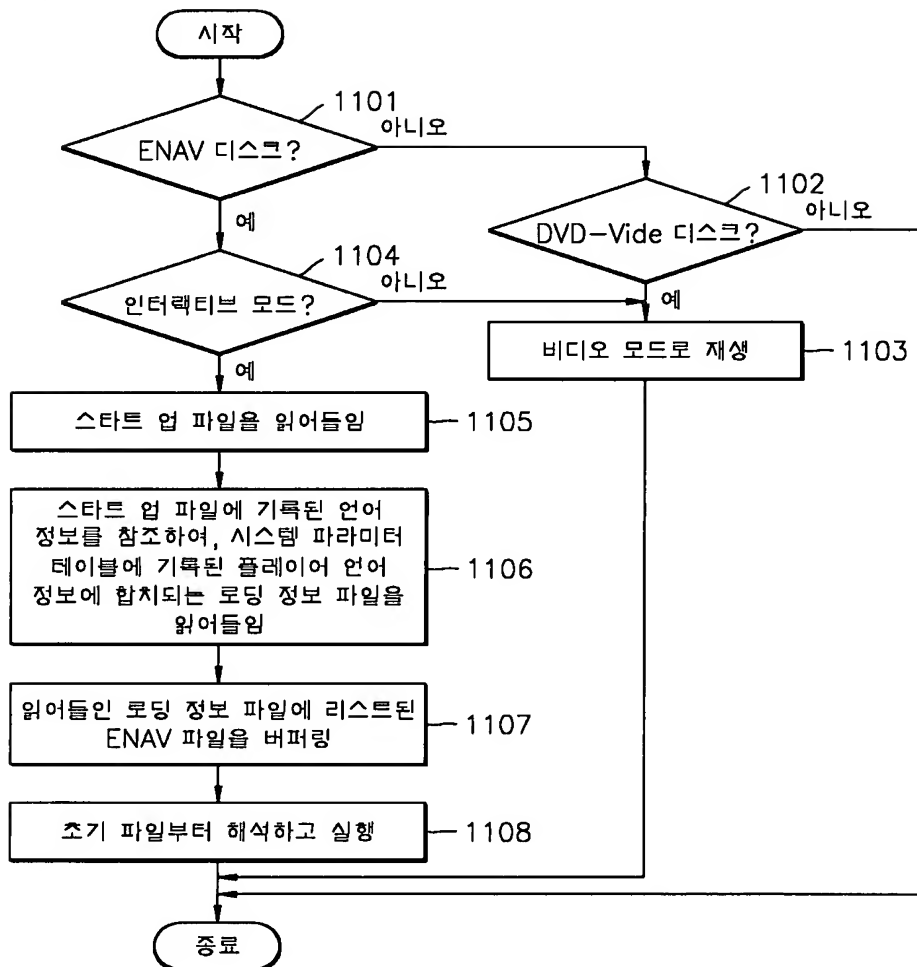 시작
1101
아니오
ENAV 디스크?
1102
아니오
예
DVD-Vide 디스크?
1104
아니오
인터랙티브 모드?
예
비디오 모드로 재생
1103
예
스타트 업 파일을 읽어들임
1105
스타트 업 파일에 기록된 언어
정보를 참조하여, 시스템 파라미터
테이블에 기록된 플레이어 언어
정보에 합치되는 로딩 정보 파일을
읽어들임
1106
읽어들인 로딩 정보 파일에 리스트된
ENAV 파일을 버퍼링
1107
초기 파일부터 해석하고 실행
1108
종료